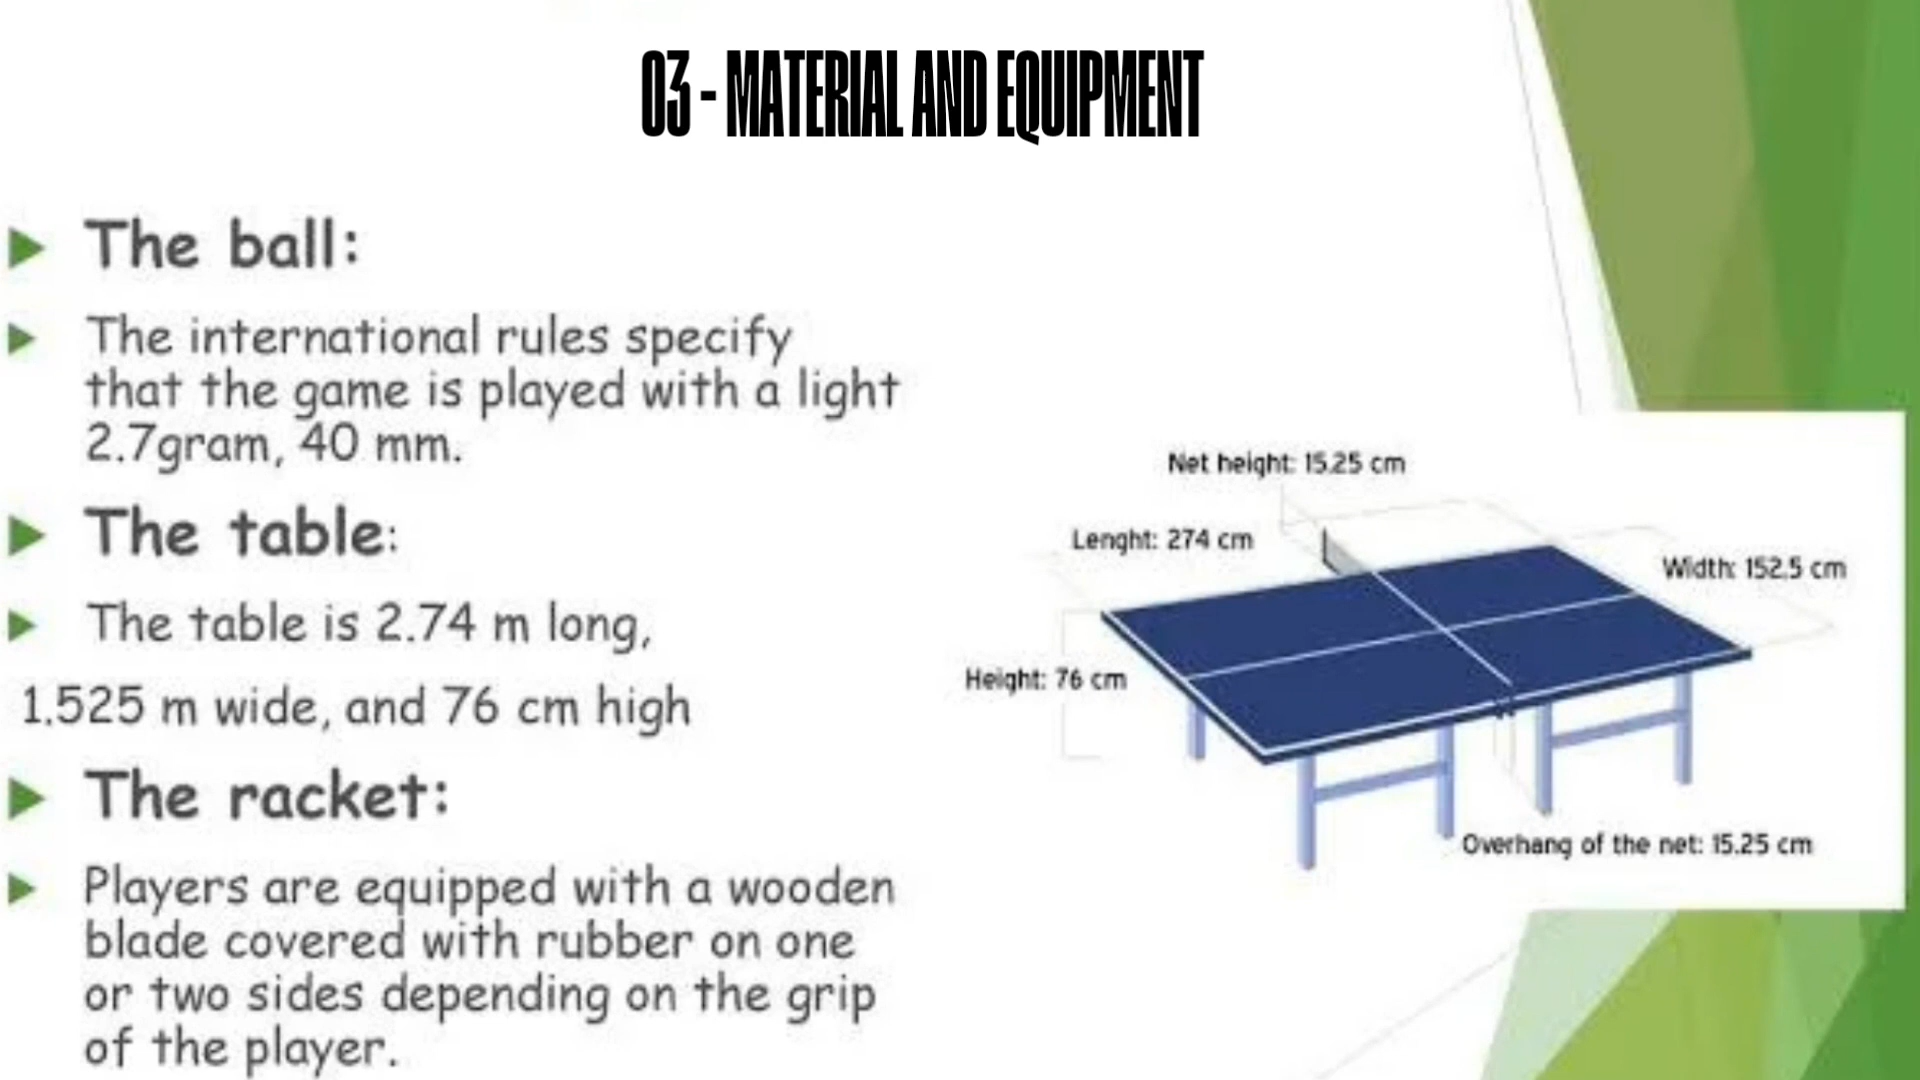 03 - MATERIAL AND EQUIPMENT
The ball:
The international rules specify
that the game is played with a light
2.7gram, 40 mm.
The table:
The table is 2.74 m long,
1.525 m wide, and 76 cm high
The racket:
Players are equipped with a wooden
blade covered with rubber on one
or two sides depending on the grip
of the player.
Net height: 15.25 cm
Lenght: 274 cm
Width: 152.5 cm
Height: 76 cm
Overhang of the net: 15.25 cm